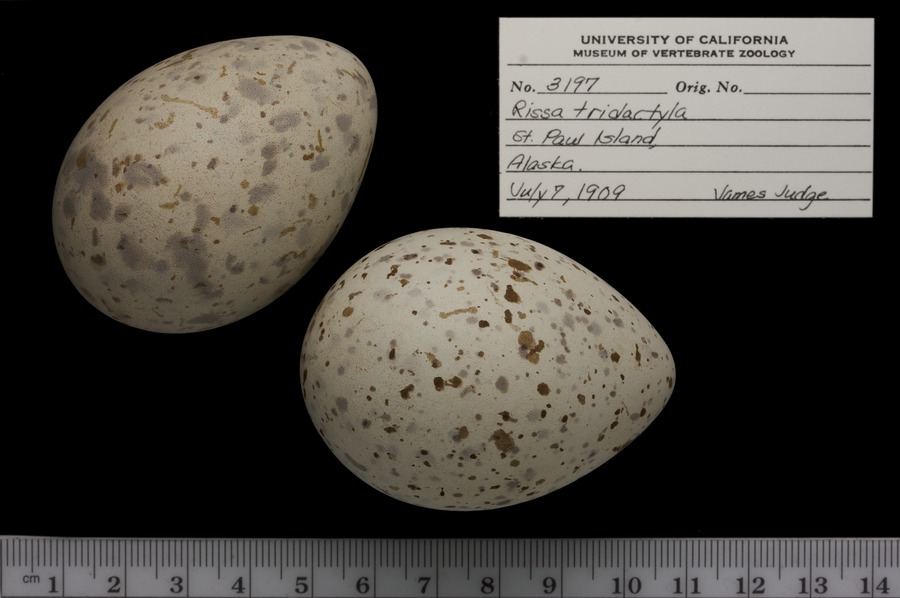 UNIVERSITY OF CALIFORNIA
MUSEUM OF VERTEBRATE ZOOLOGY
No. 3197 Orig. No.
Rissa tridactyla
St. Paul Island,
Alaska.
July 7, 1909 James Judge
cm 1 2 3 4 5 6 7 8 9 10 11 12 13 14